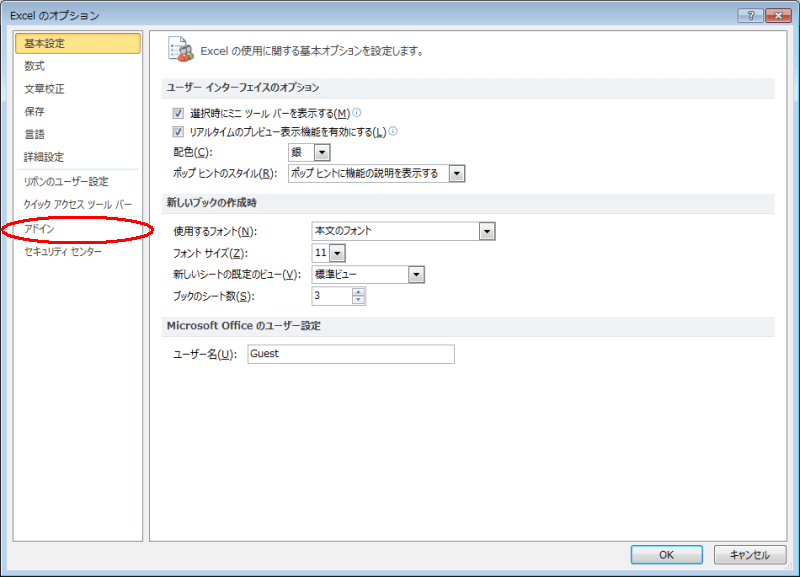 Excel のオプション
基本設定
数式
文章校正
保存
言語
詳細設定
リボンのユーザー設定
クイック アクセス ツール バー
アドイン
セキュリティ センター
Excel の使用に関する基本オプションを設定します。
ユーザー インターフェイスのオプション
選択時にミニ ツール バーを表示する(M)
リアルタイムのプレビュー表示機能を有効にする(L)
配色(C): 銀
ポップ ヒントのスタイル(R): ポップ ヒントに機能の説明を表示する
新しいブックの作成時
使用するフォント(N): 本文のフォント
フォント サイズ(Z): 11
新しいシートの既定のビュー(V): 標準ビュー
ブックのシート数(S): 3
Microsoft Office のユーザー設定
ユーザー名(U): Guest
OK キャンセル